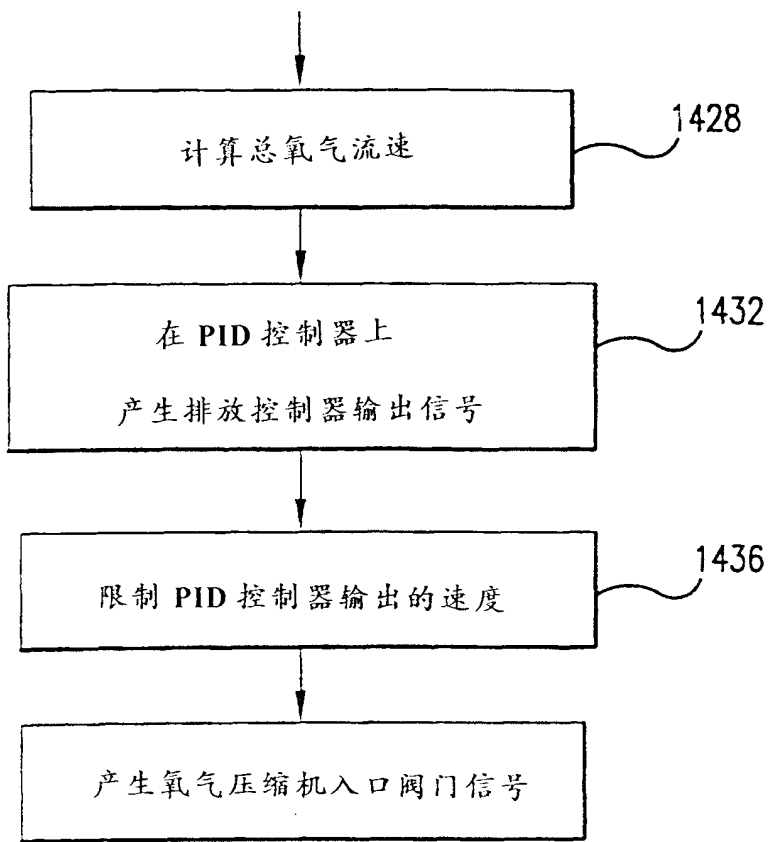 计算总氧气流速
1428
在 PID 控制器上
产生排放控制器输出信号
1432
限制 PID 控制器输出的速度
1436
产生氧气压缩机入口阀门信号